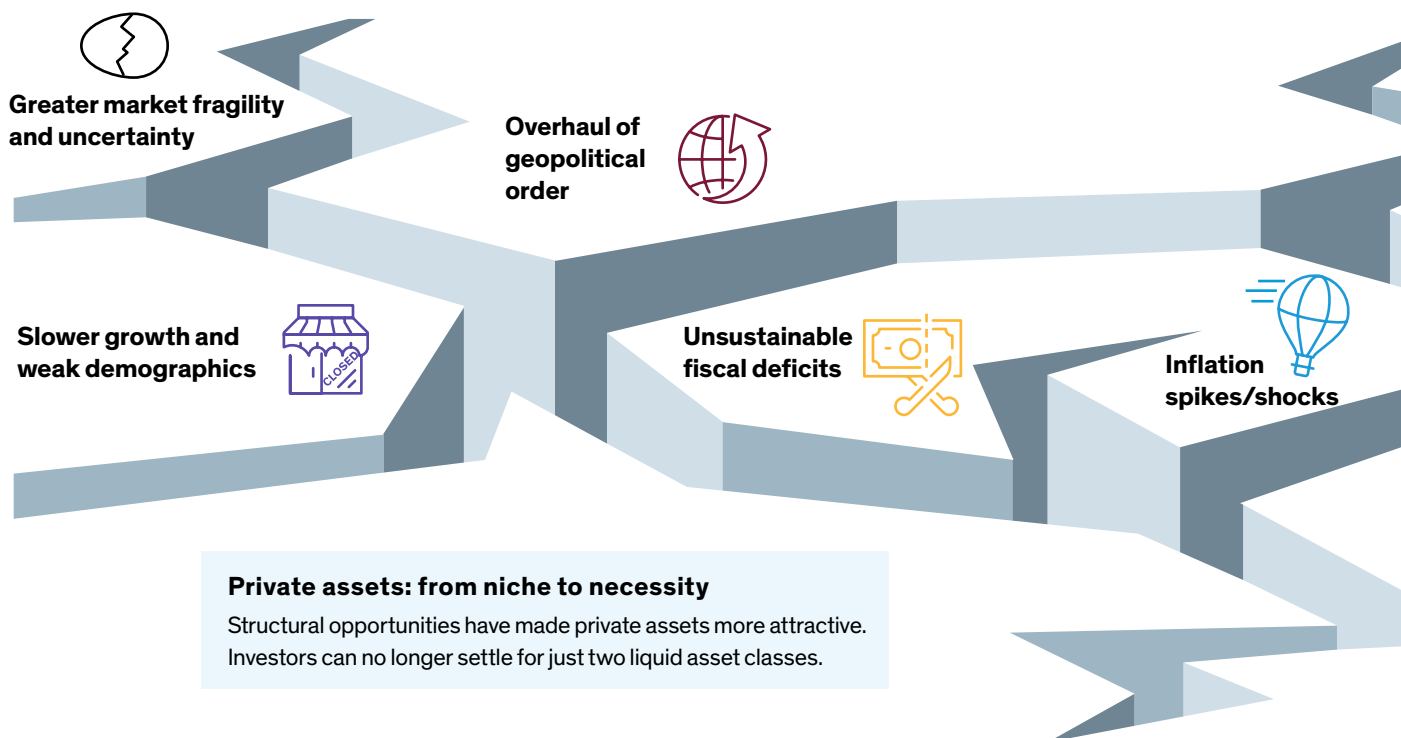 Greater market fragility
and uncertainty
Overhaul of
geopolitical
order
Slower growth and
weak demographics
CLOSED
Unsustainable
fiscal deficits
Inflation
spikes/shocks
Private assets: from niche to necessity
Structural opportunities have made private assets more attractive.
Investors can no longer settle for just two liquid asset classes.